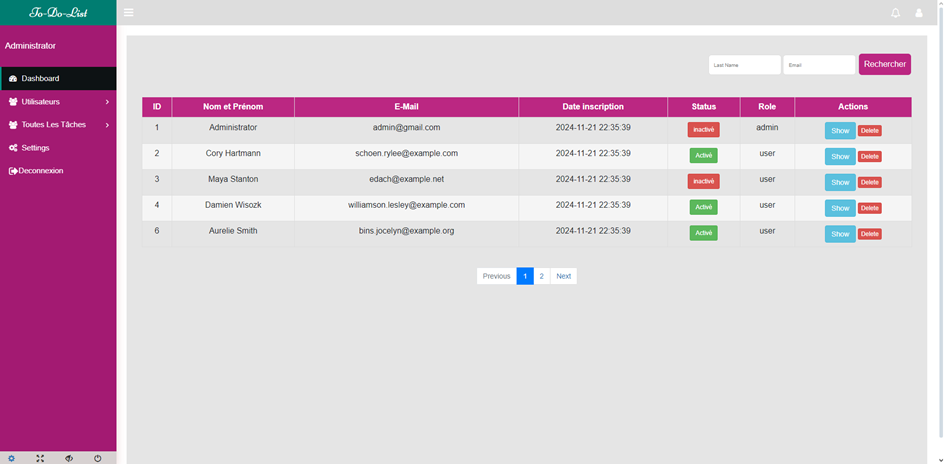 To-Do-List
Administrator
Dashboard
Utilisateurs
Toutes Les Tâches
Settings
Deconnexion
Last Name Email Rechercher
ID Nom et Prénom E-Mail Date inscription Status Role Actions
1 Administrator admin@gmail.com 2024-11-21 22:35:39 inactivé admin Show Delete
2 Cory Hartmann schoen.rylee@example.com 2024-11-21 22:35:39 Activé user Show Delete
3 Maya Stanton edach@example.net 2024-11-21 22:35:39 inactivé user Show Delete
4 Damien Wisozk williamson.lesley@example.com 2024-11-21 22:35:39 Activé user Show Delete
6 Aurelie Smith bins.jocelyn@example.org 2024-11-21 22:35:39 Activé user Show Delete
Previous 1 2 Next